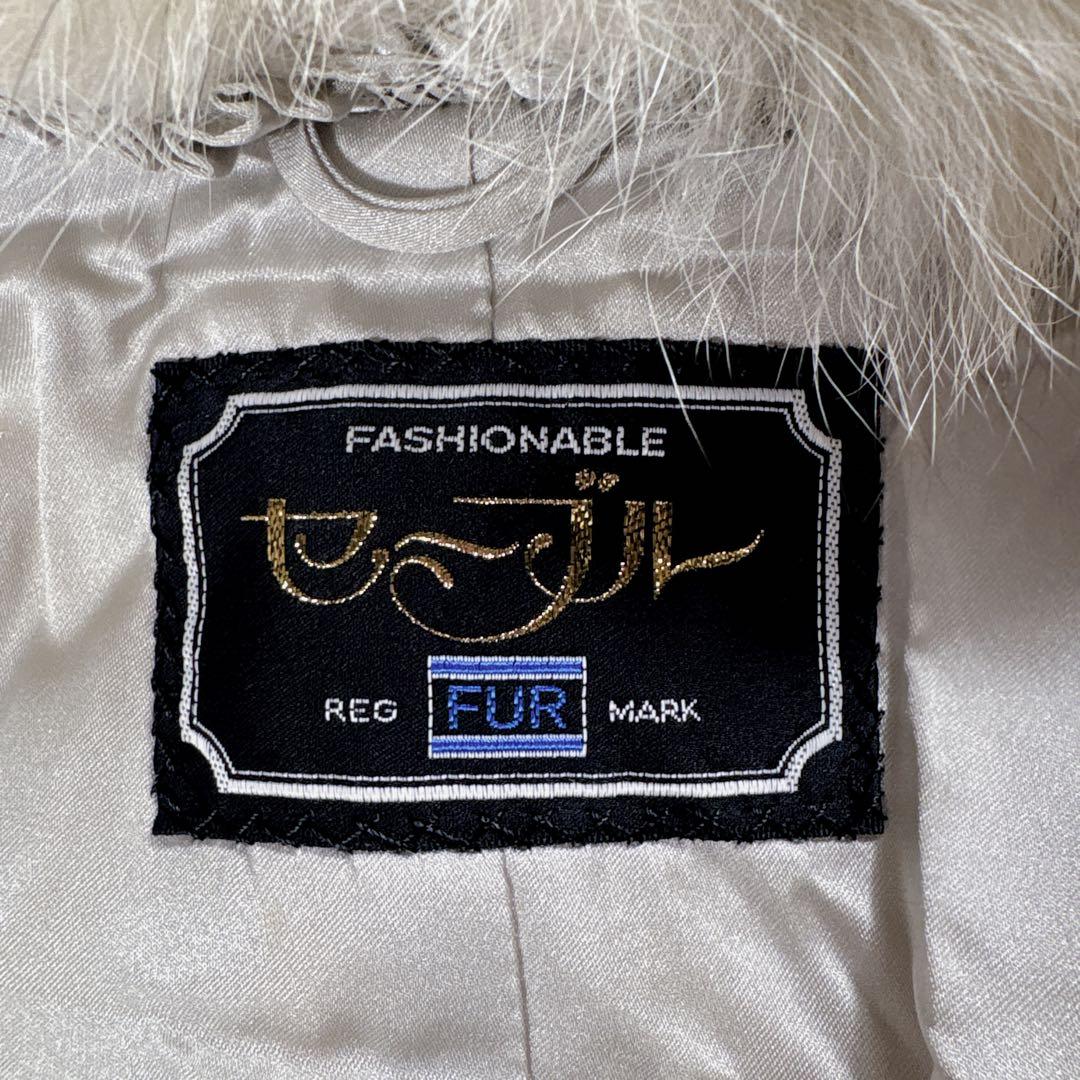 FASHIONABLE
セーブル
REG FUR MARK